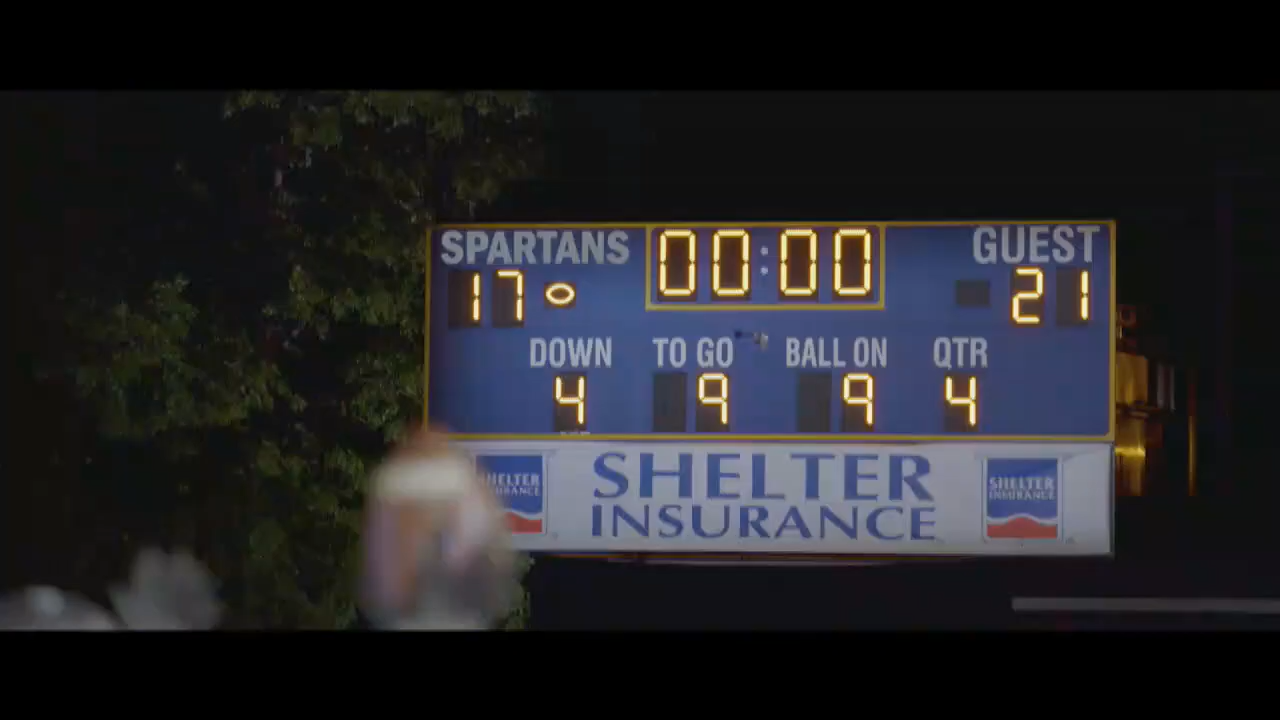 SPARTANS 00:00 GUEST
17 21
DOWN TO GO BALL ON QTR
4 9 9 4
SHELTER
INSURANCE
SHELTER
INSURANCE
SHELTER
INSURANCE